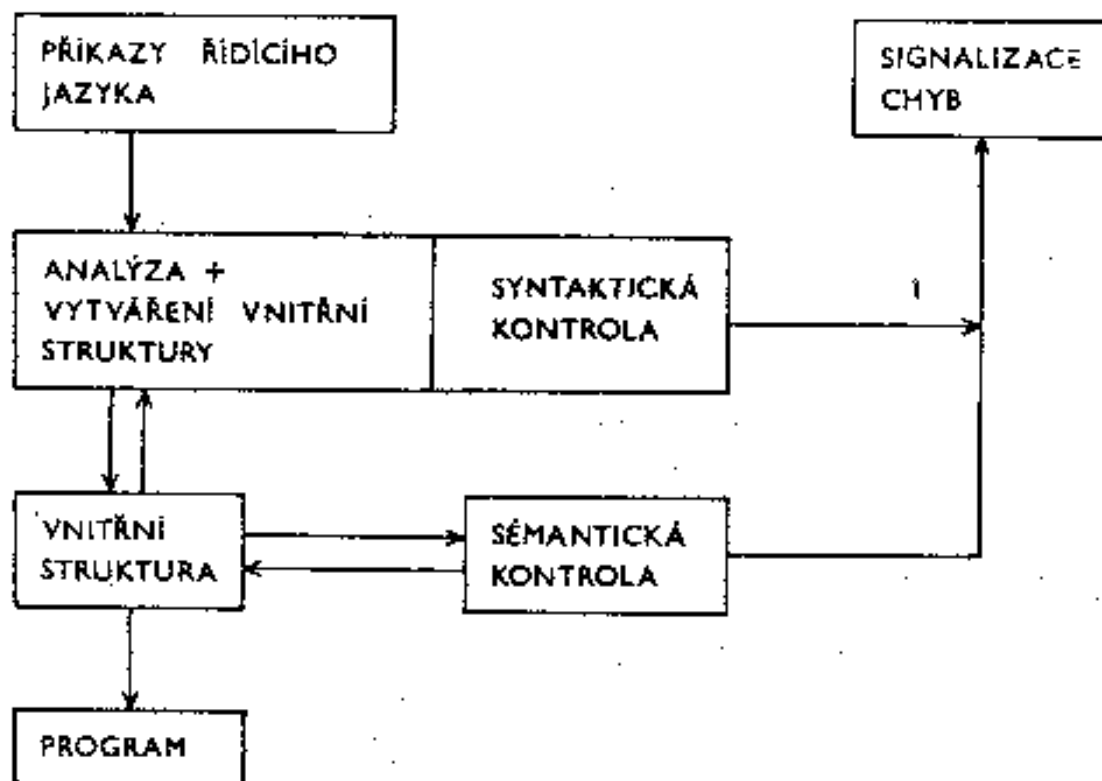 PŘÍKAZY ŘÍDÍCÍHO
JAZYKA
SIGNALIZACE
CHYB
ANALÝZA +
VYTVÁŘENÍ VNITŘNÍ
STRUKTURY
SYNTAKTICKÁ
KONTROLA
1
VNITŘNÍ
STRUKTURA
SÉMANTICKÁ
KONTROLA
PROGRAM